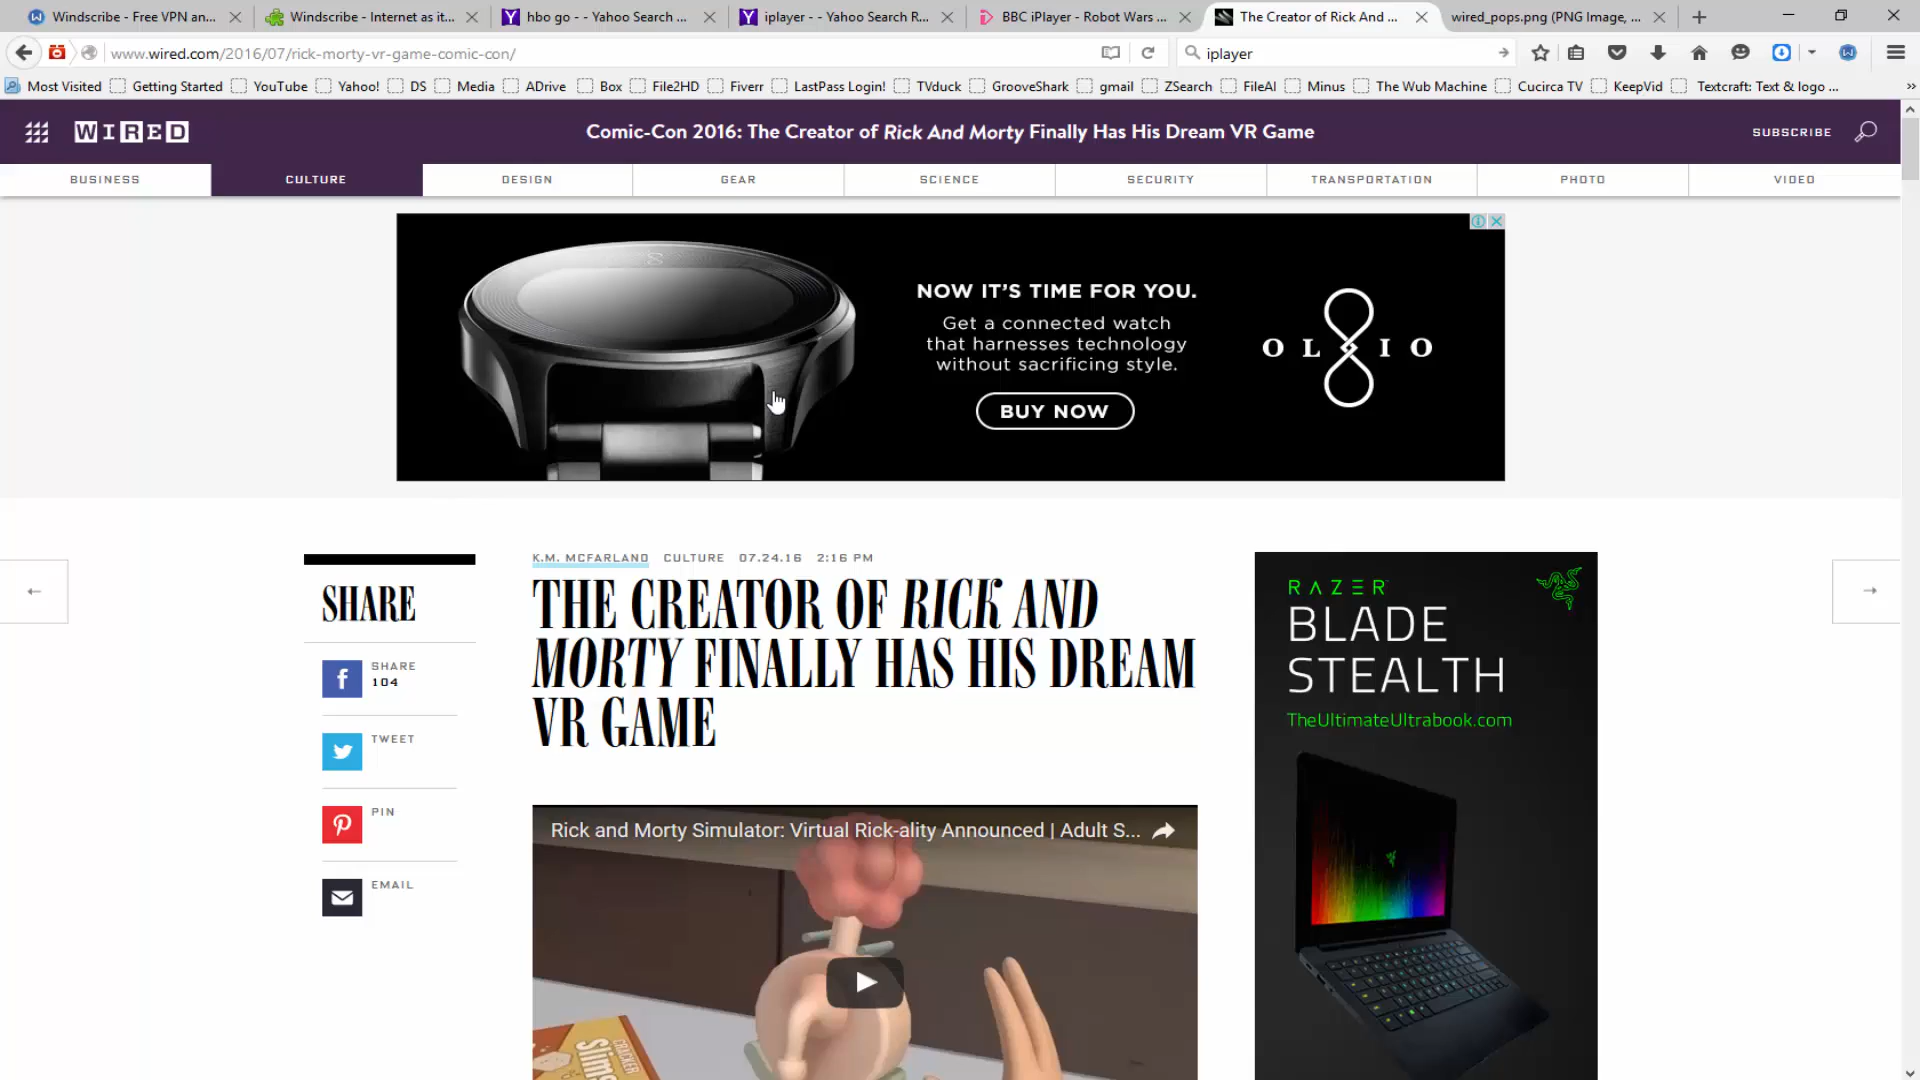 Windscribe - Free VPN an...
Windscribe - Internet as it...
hbo go - - Yahoo Search ...
iplayer - - Yahoo Search R...
BBC iPlayer - Robot Wars ...
The Creator of Rick And ...
wired_pops.png (PNG Image, ...
www.wired.com/2016/07/rick-morty-vr-game-comic-con/
iplayer
Most Visited Getting Started YouTube Yahoo! DS Media ADrive Box File2HD Fiverr LastPass Login! TVduck GrooveShark gmail ZSearch FileAI Minus The Wub Machine Cucirca TV KeepVid Textcraft: Text & logo ...
WIRED
Comic-Con 2016: The Creator of Rick And Morty Finally Has His Dream VR Game
SUBSCRIBE
BUSINESS CULTURE DESIGN GEAR SCIENCE SECURITY TRANSPORTATION PHOTO VIDEO
NOW IT'S TIME FOR YOU.
Get a connected watch
that harnesses technology
without sacrificing style.
BUY NOW
OLIO
K.M. MCFARLAND CULTURE 07.24.16 2:16 PM
THE CREATOR OF RICK AND
MORTY FINALLY HAS HIS DREAM
VR GAME
SHARE
SHARE
104
TWEET
PIN
EMAIL
Rick and Morty Simulator: Virtual Rick-ality Announced | Adult S...
CRACKER
Slims
RAZER
BLADE
STEALTH
TheUltimateUltrabook.com